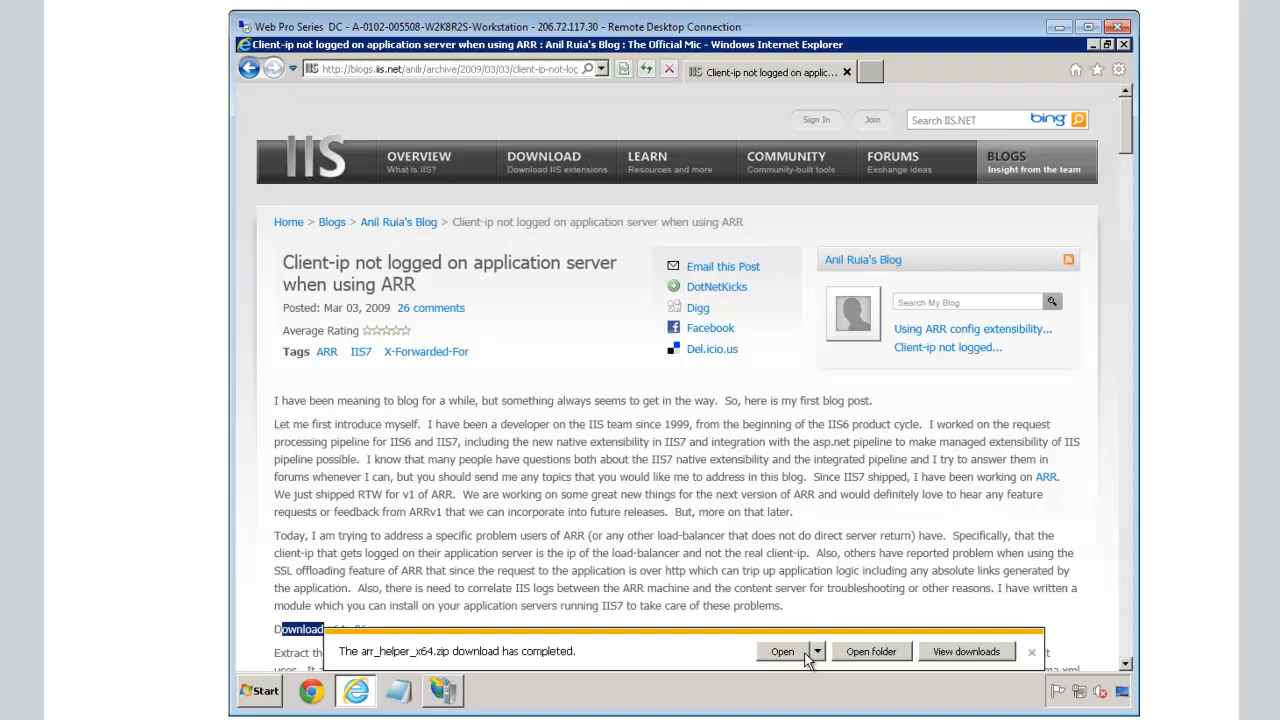 Web Pro Series DC - A-0102-005508-W2K8R2S-Workstation - 206.72.117.30 - Remote Desktop Connection
Client-ip not logged on application server when using ARR : Anil Ruia's Blog : The Official Mic - Windows Internet Explorer
http://blogs.iis.net/anilr/archive/2009/03/03/client-ip-not-log
IIS Client-ip not logged on applic...
Sign In
Join
Search IIS.NET
bing
IIS
OVERVIEW
What is IIS?
DOWNLOAD
Download IIS extensions
LEARN
Resources and more
COMMUNITY
Community-built tools
FORUMS
Exchange ideas
BLOGS
Insight from the team
Home > Blogs > Anil Ruia's Blog > Client-ip not logged on application server when using ARR
Client-ip not logged on application server
when using ARR
Posted: Mar 03, 2009 26 comments
Average Rating
Tags ARR IIS7 X-Forwarded-For
Email this Post
DotNetKicks
Digg
Facebook
Del.icio.us
Anil Ruia's Blog
Search My Blog
Using ARR config extensibility...
Client-ip not logged...
I have been meaning to blog for a while, but something always seems to get in the way. So, here is my first blog post.
Let me first introduce myself. I have been a developer on the IIS team since 1999, from the beginning of the IIS6 product cycle. I worked on the request
processing pipeline for IIS6 and IIS7, including the new native extensibility in IIS7 and integration with the asp.net pipeline to make managed extensibility of IIS
pipeline possible. I know that many people have questions both about the IIS7 native extensibility and the integrated pipeline and I try to answer them in
forums whenever I can, but you should send me any topics that you would like me to address in this blog. Since IIS7 shipped, I have been working on ARR.
We just shipped RTW for v1 of ARR. We are working on some great new things for the next version of ARR and would definitely love to hear any feature
requests or feedback from ARRv1 that we can incorporate into future releases. But, more on that later.
Today, I am trying to address a specific problem users of ARR (or any other load-balancer that does not do direct server return) have. Specifically, that the
client-ip that gets logged on their application server is the ip of the load-balancer and not the real client-ip. Also, others have reported problem when using the
SSL offloading feature of ARR that since the request to the application is over http which can trip up application logic including any absolute links generated by
the application. Also, there is need to correlate IIS logs between the ARR machine and the content server for troubleshooting or other reasons. I have written a
module which you can install on your application servers running IIS7 to take care of these problems.
Download
Extract the
The arr_helper_x64.zip download has completed.
Open
Open folder
View downloads
Start